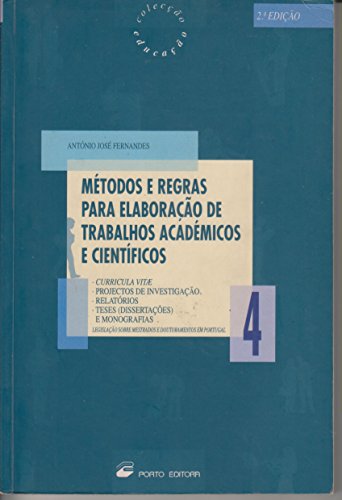 colecção
educação
2.ª EDIÇÃO
ANTÓNIO JOSÉ FERNANDES
MÉTODOS E REGRAS
PARA ELABORAÇÃO DE
TRABALHOS ACADÉMICOS
E CIENTÍFICOS
· CURRICULA VITÆ
· PROJECTOS DE INVESTIGAÇÃO
· RELATÓRIOS
· TESES (DISSERTAÇÕES)
E MONOGRAFIAS
LEGISLAÇÃO SOBRE MESTRADOS E DOUTORAMENTOS EM PORTUGAL
4
PORTO EDITORA